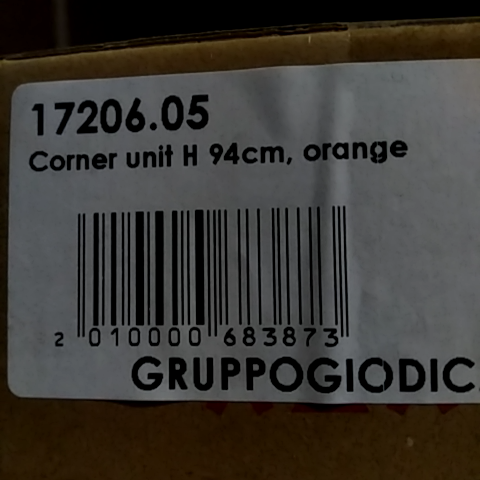 17206.05
Corner unit H 94cm, orange
2 010000 683873
GRUPPOGIODIC